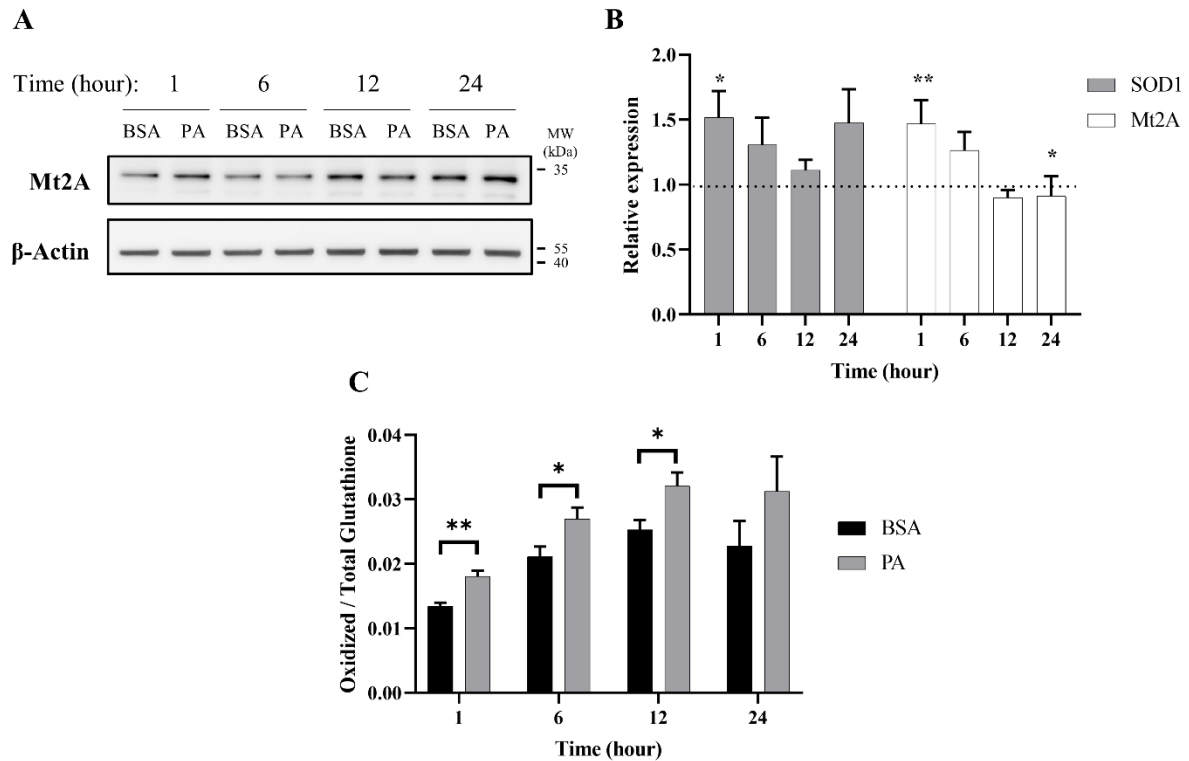 A
Time (hour): 1 6 12 24
BSA PA BSA PA BSA PA BSA PA
MW
(kDa)
Mt2A
35
β-Actin
55
40
B
Relative expression
2.0
1.5
1.0
0.5
0.0
*
**
*
SOD1
Mt2A
1 6 12 24 1 6 12 24
Time (hour)
C
Oxidized / Total Glutathione
0.04
0.03
0.02
0.01
0.00
**
*
*
BSA
PA
1 6 12 24
Time (hour)